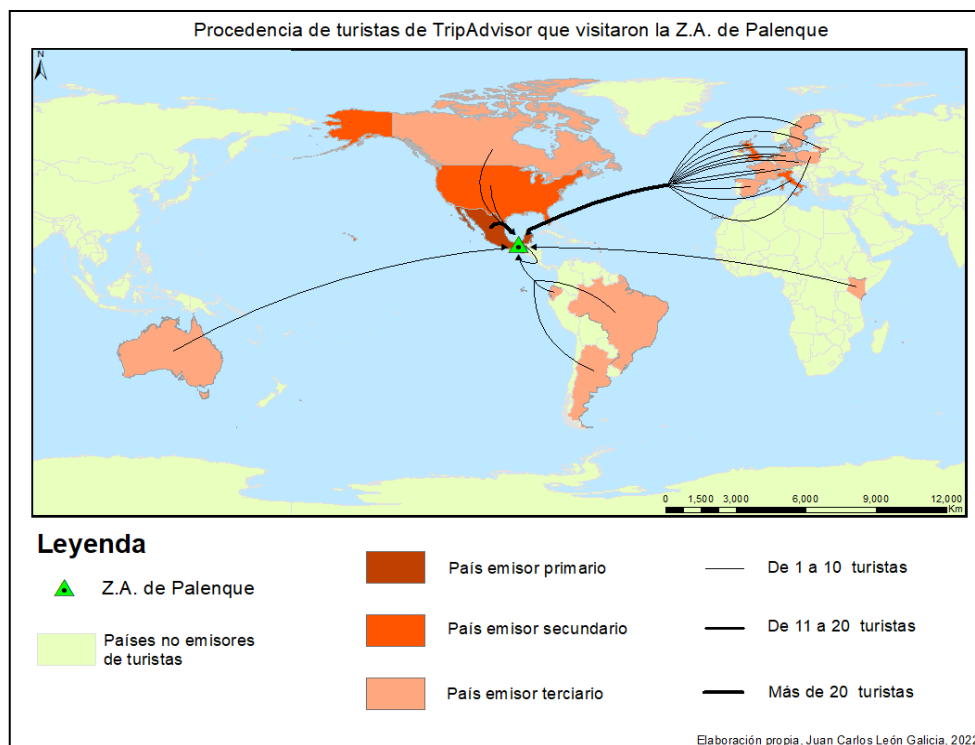 Procedencia de turistas de TripAdvisor que visitaron la Z.A. de Palenque
N
0 1,500 3,000 6,000 9,000 12,000
Km
Leyenda
Z.A. de Palenque
Países no emisores
de turistas
País emisor primario
País emisor secundario
País emisor terciario
De 1 a 10 turistas
De 11 a 20 turistas
Más de 20 turistas
Elaboración propia, Juan Carlos León Galicia, 2022